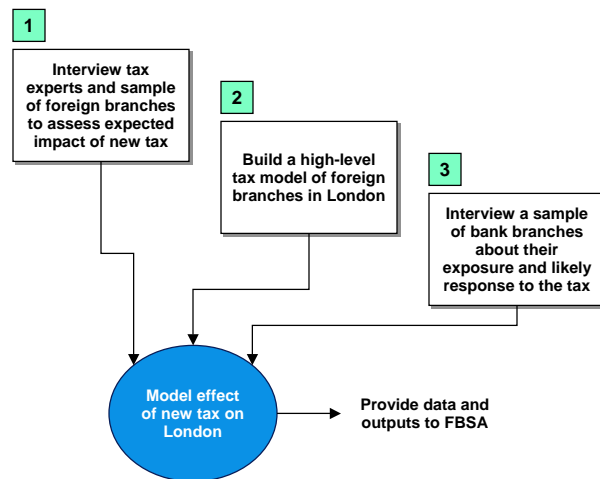 1
Interview tax
experts and sample
of foreign branches
to assess expected
impact of new tax
2
Build a high-level
tax model of foreign
branches in London
3
Interview a sample
of bank branches
about their
exposure and likely
response to the tax
Model effect
of new tax on
London
Provide data and
outputs to FBSA